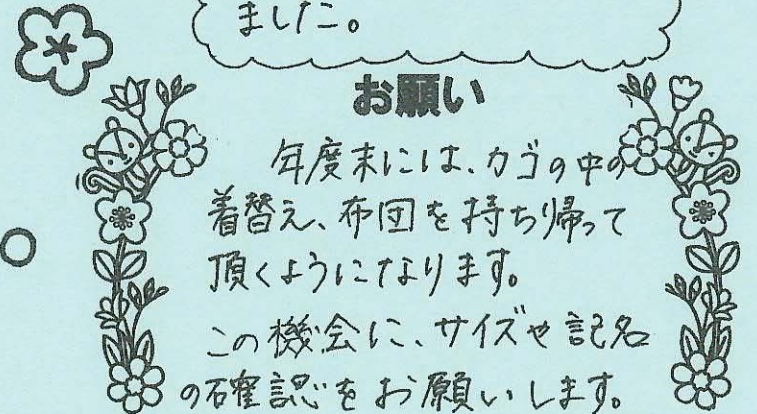 ました。
お願い
年度末には、カゴの中の
着替え、布団を持ち帰って
頂くようになります。
この機会に、サイズや記名
の確認をお願いします。